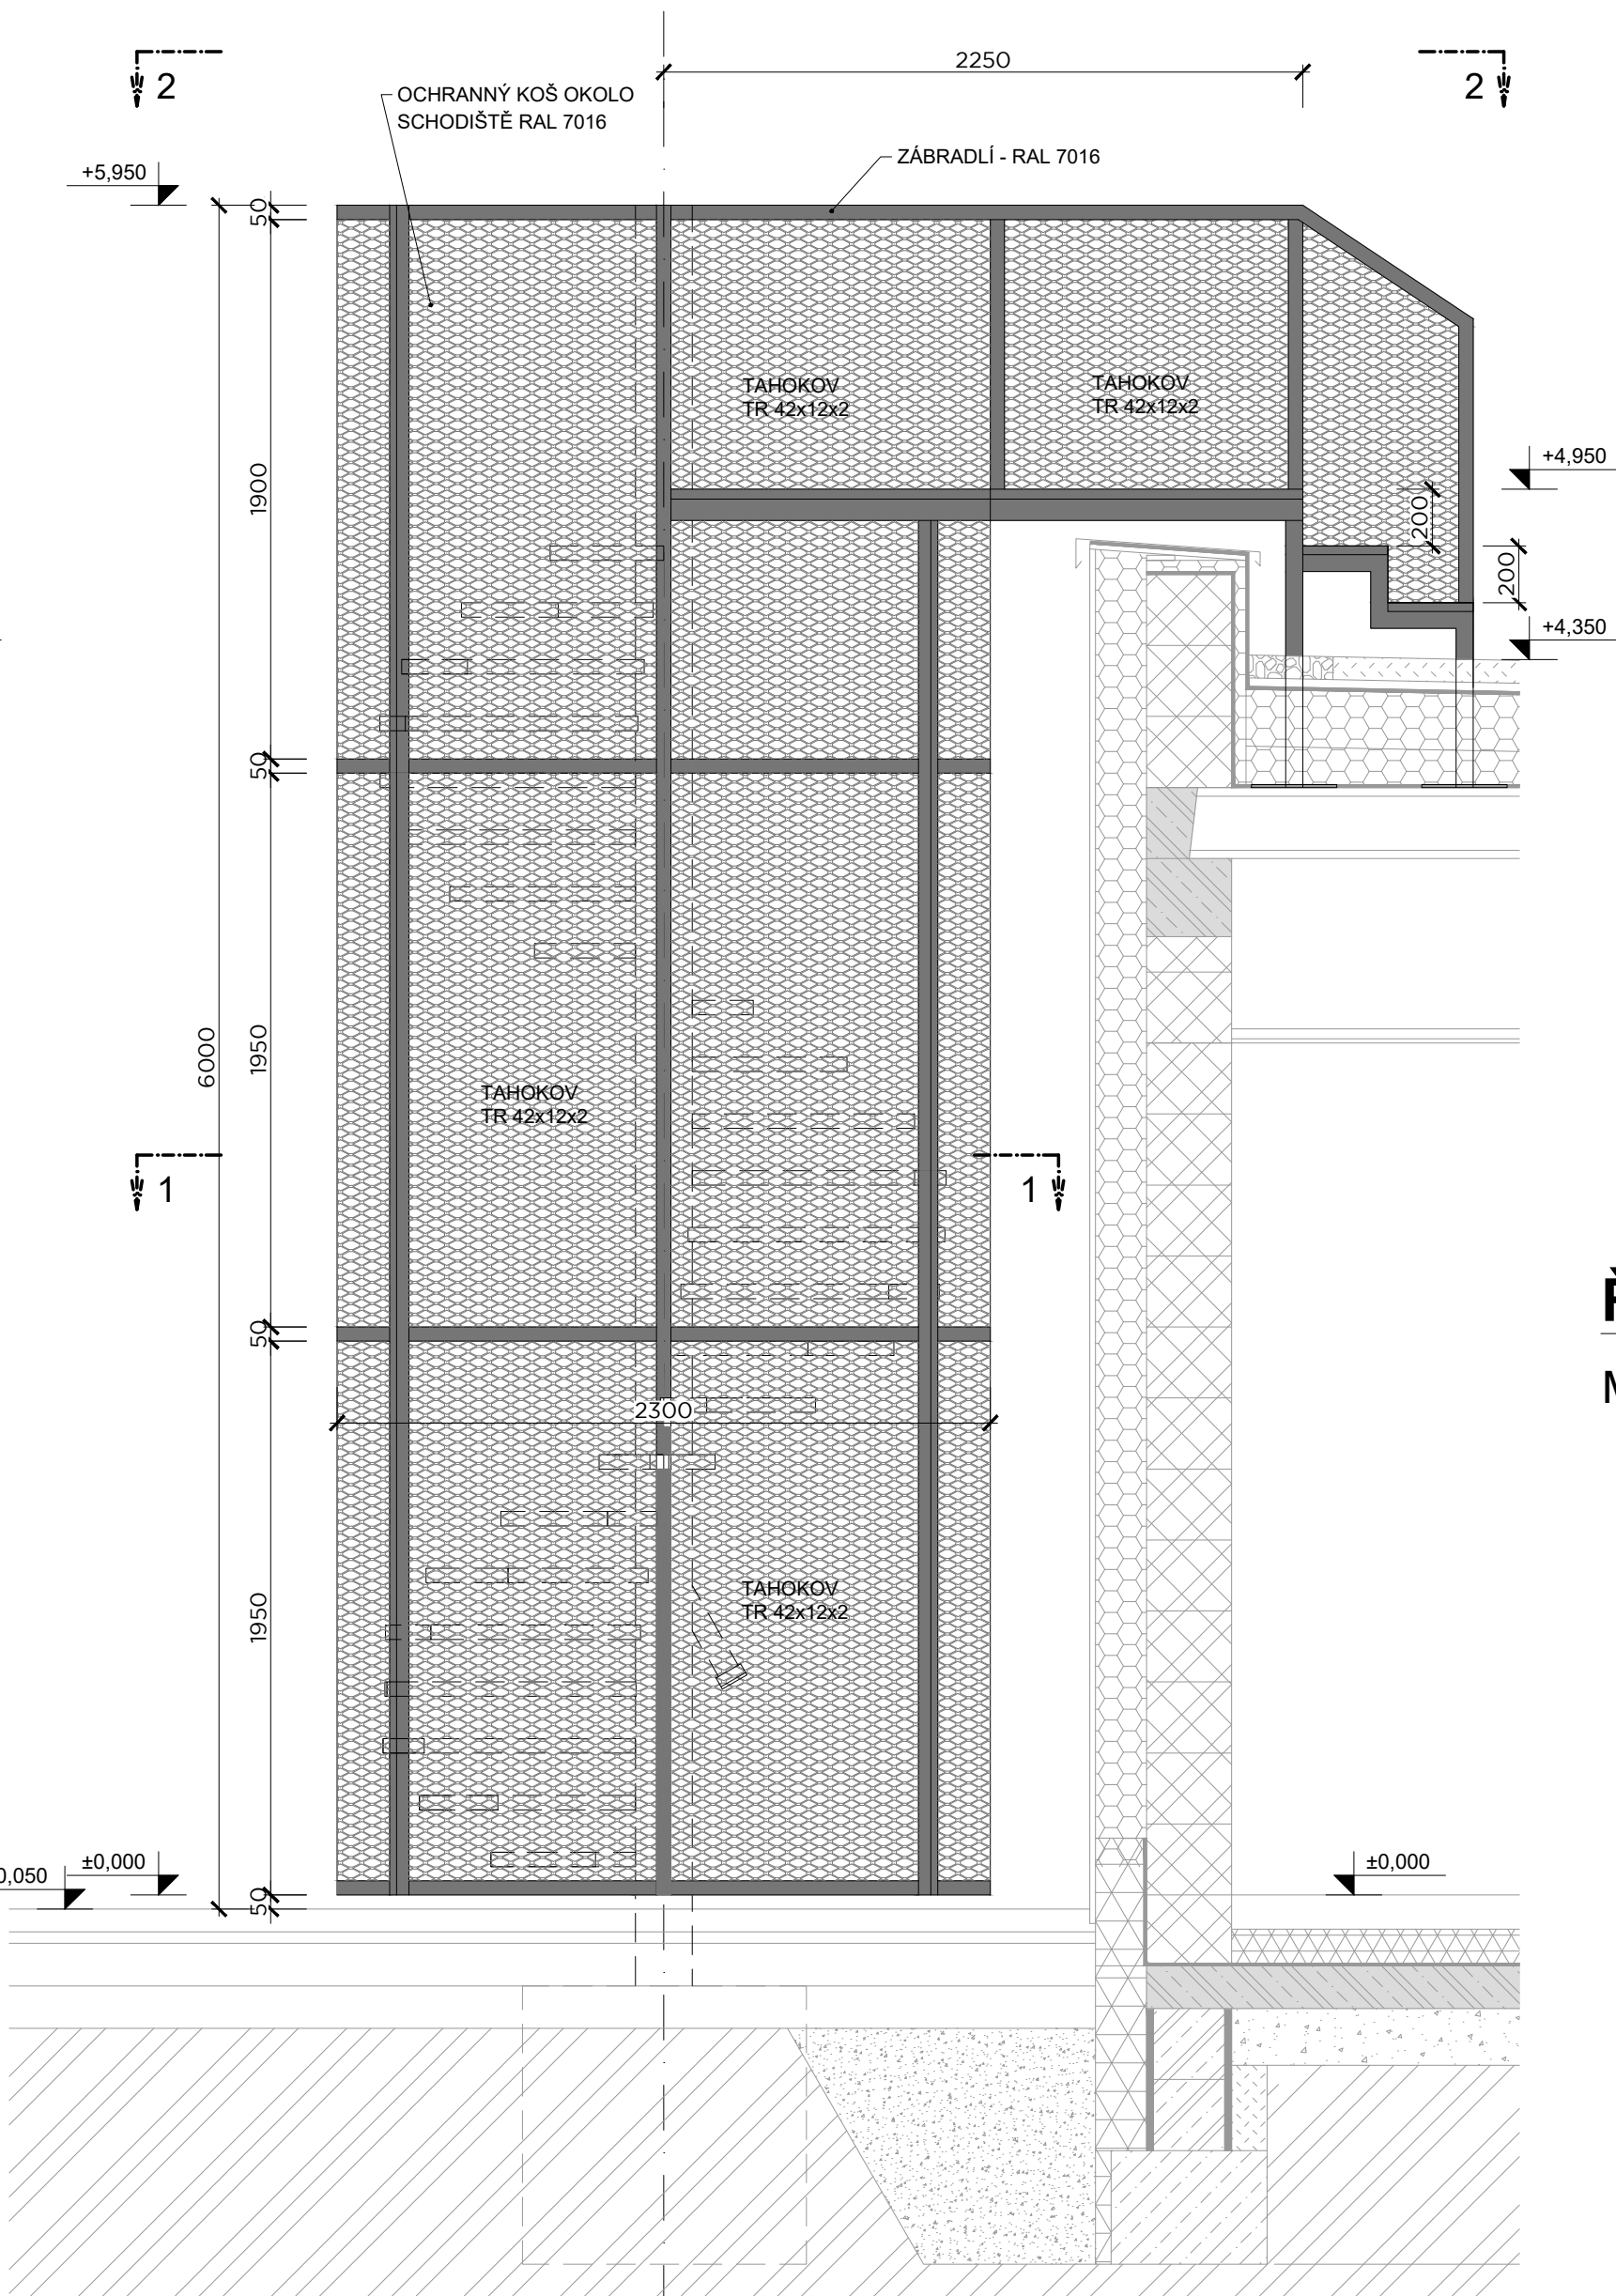 2
2250
2
OCHRANNÝ KOŠ OKOLO
SCHODIŠTĚ RAL 7016
ZÁBRADLÍ - RAL 7016
+5,950
50
TAHOKOV
TR 42x12x2
TAHOKOV
TR 42x12x2
+4,950
1900
200
200
+4,350
50
6000
1950
TAHOKOV
TR 42x12x2
1
1
50
2300
1950
TAHOKOV
TR 42x12x2
0,050
±0,000
±0,000
50